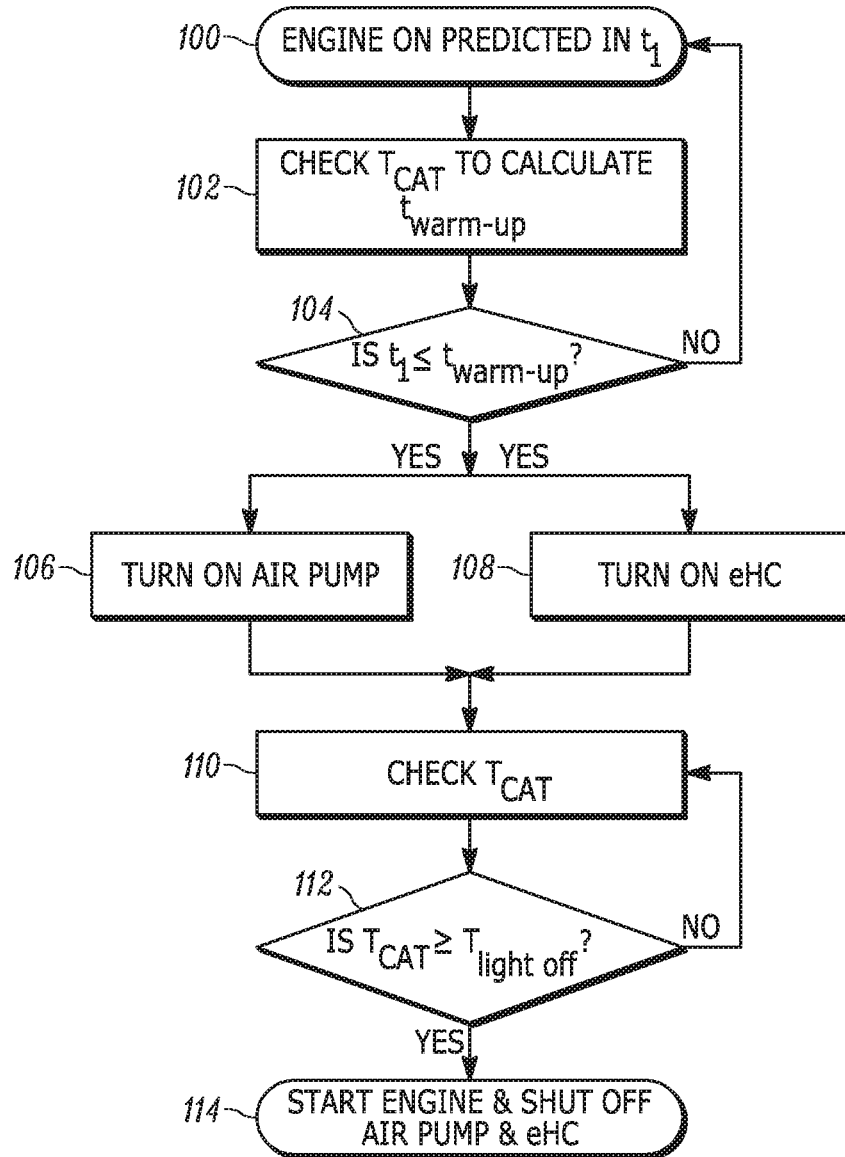 100
ENGINE ON PREDICTED IN t1
102
CHECK TCAT TO CALCULATE
twarm-up
104
IS t1 ≤ twarm-up?
NO
YES YES
106
TURN ON AIR PUMP
108
TURN ON eHC
110
CHECK TCAT
112
IS TCAT ≥ Tlight off?
NO
YES
114
START ENGINE & SHUT OFF
AIR PUMP & eHC